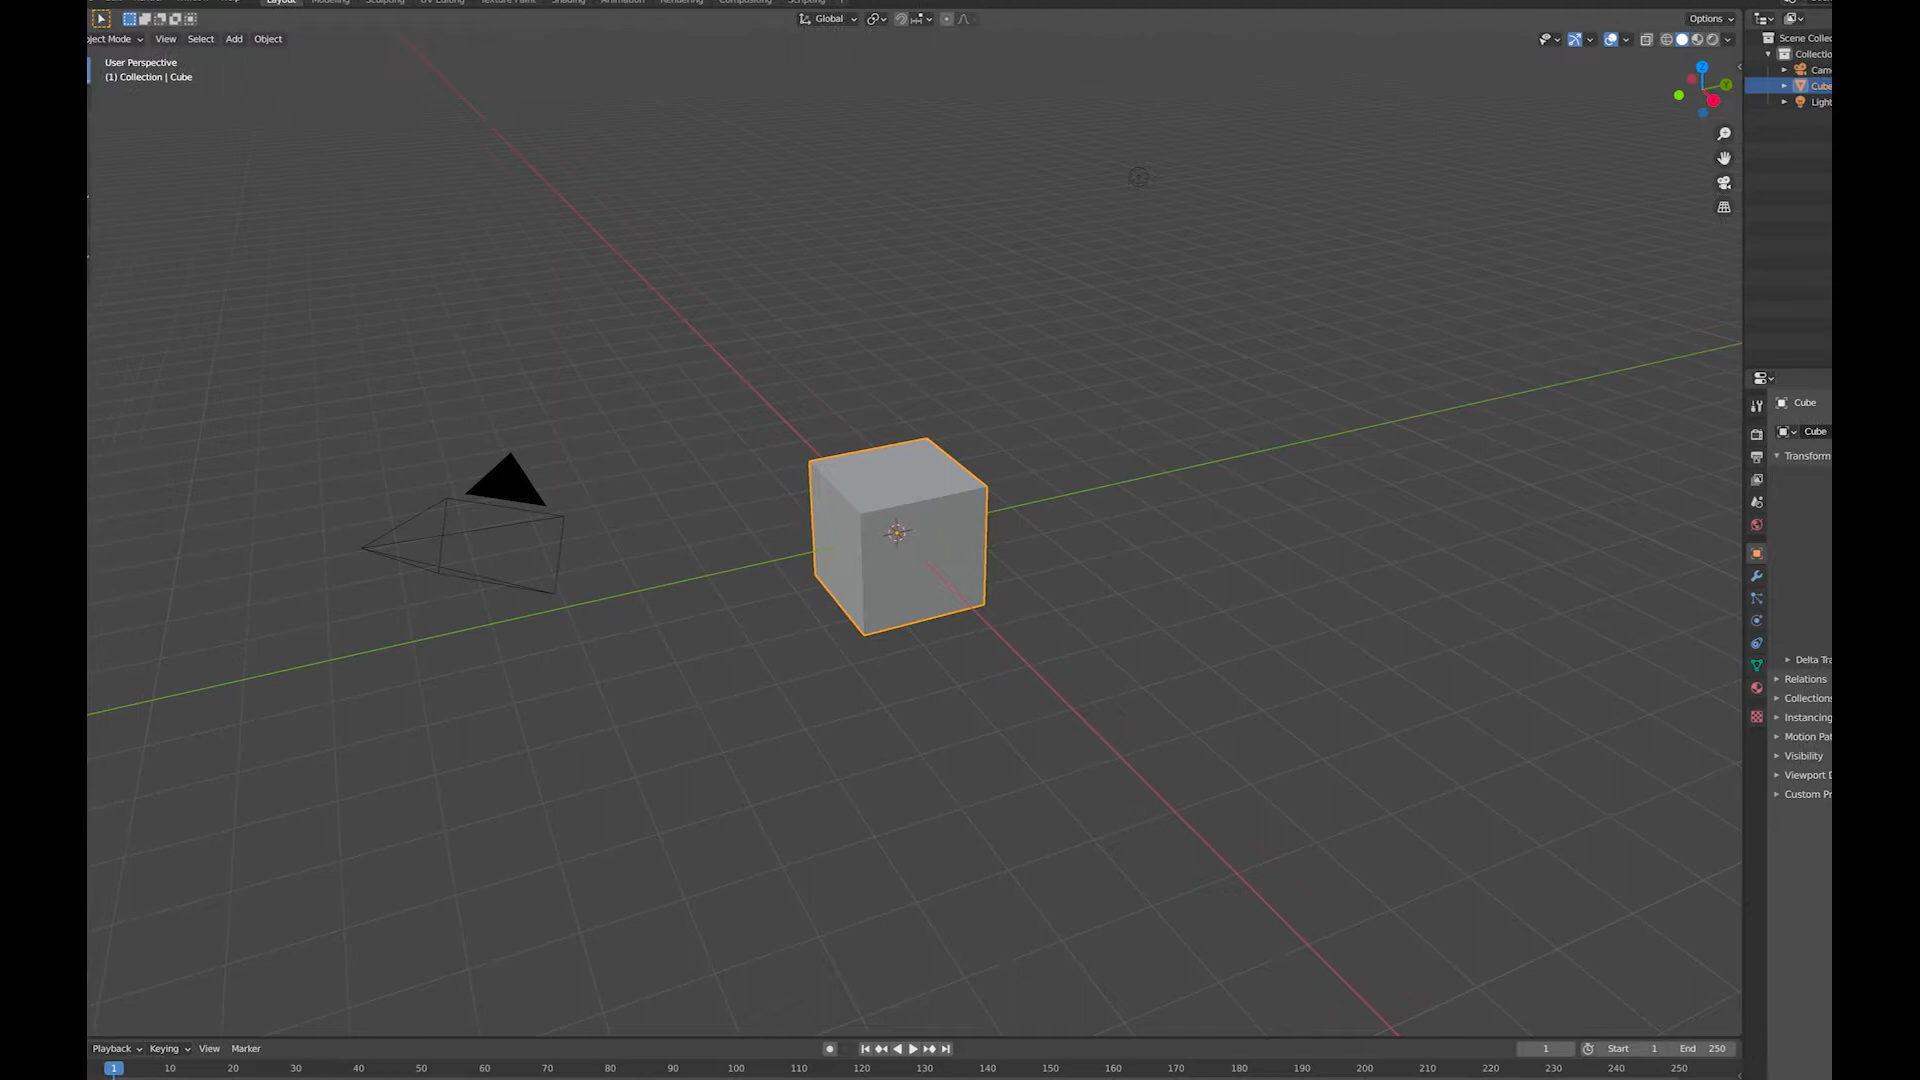 Layout Modeling Sculpting UV Editing Texture Paint Shading Animation Rendering Compositing Scripting
Global
Options
ject Mode View Select Add Object
User Perspective
(1) Collection | Cube
Z
Y
X
Scene Collec
Collectio
Cam
Cube
Light
Cube
Cube
Transform
Delta Tra
Relations
Collections
Instancing
Motion Pat
Visibility
Viewport D
Custom Pr
Playback Keying View Marker
1 Start 1 End 250
1 10 20 30 40 50 60 70 80 90 100 110 120 130 140 150 160 170 180 190 200 210 220 230 240 250